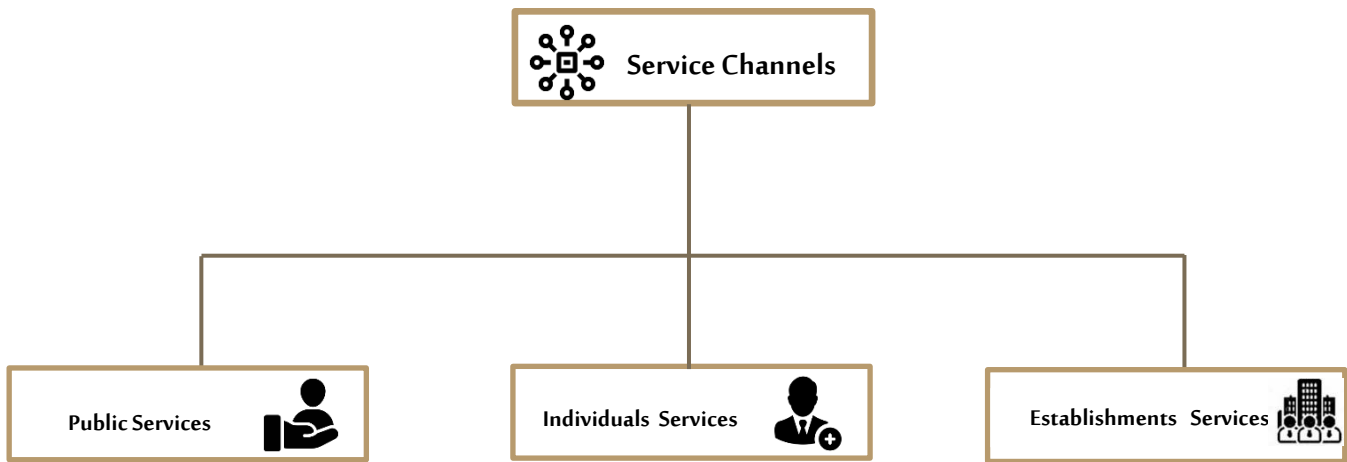 Service Channels
Public Services
Individuals Services
Establishments Services